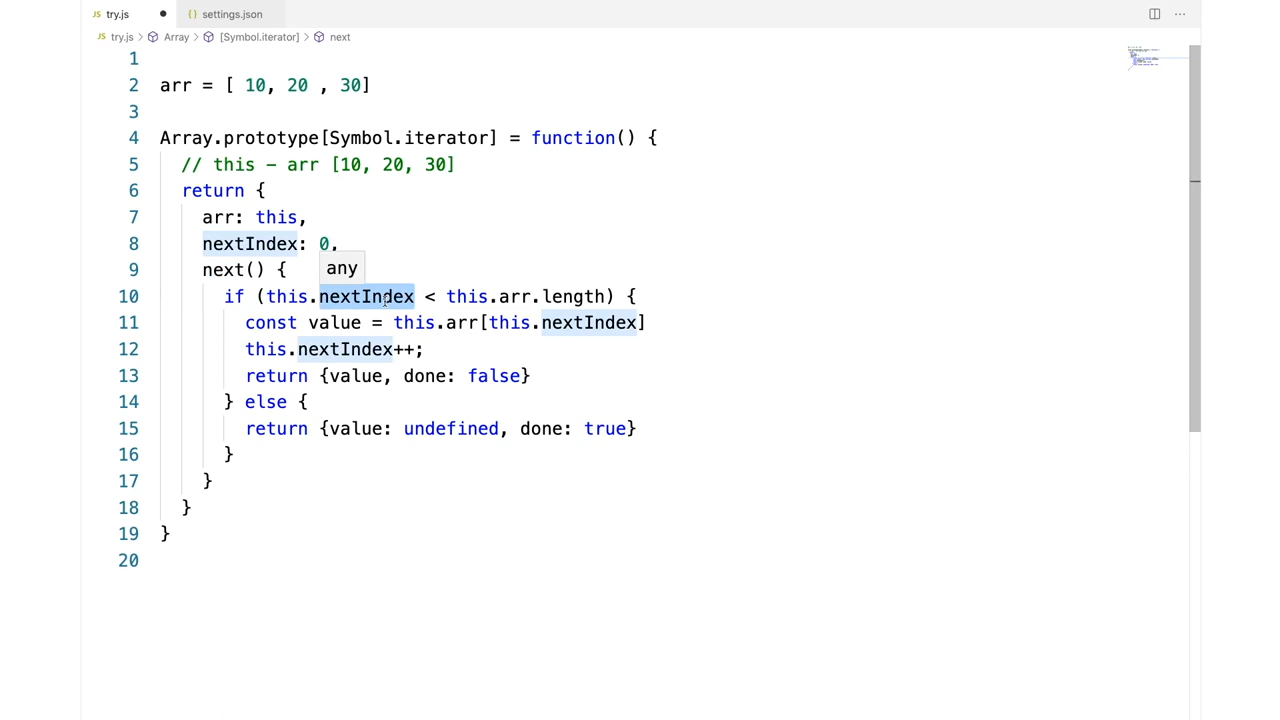 JS try.js ● {} settings.json ···
JS try.js > Array > [Symbol.iterator] > next
1
2 arr = [ 10, 20 , 30]
3
4 Array.prototype[Symbol.iterator] = function() {
5 // this - arr [10, 20, 30]
6 return {
7 arr: this,
8 nextIndex: 0,
9 next() {
any
10 if (this.nextIndex < this.arr.length) {
11 const value = this.arr[this.nextIndex]
12 this.nextIndex++;
13 return {value, done: false}
14 } else {
15 return {value: undefined, done: true}
16 }
17 }
18 }
19 }
20